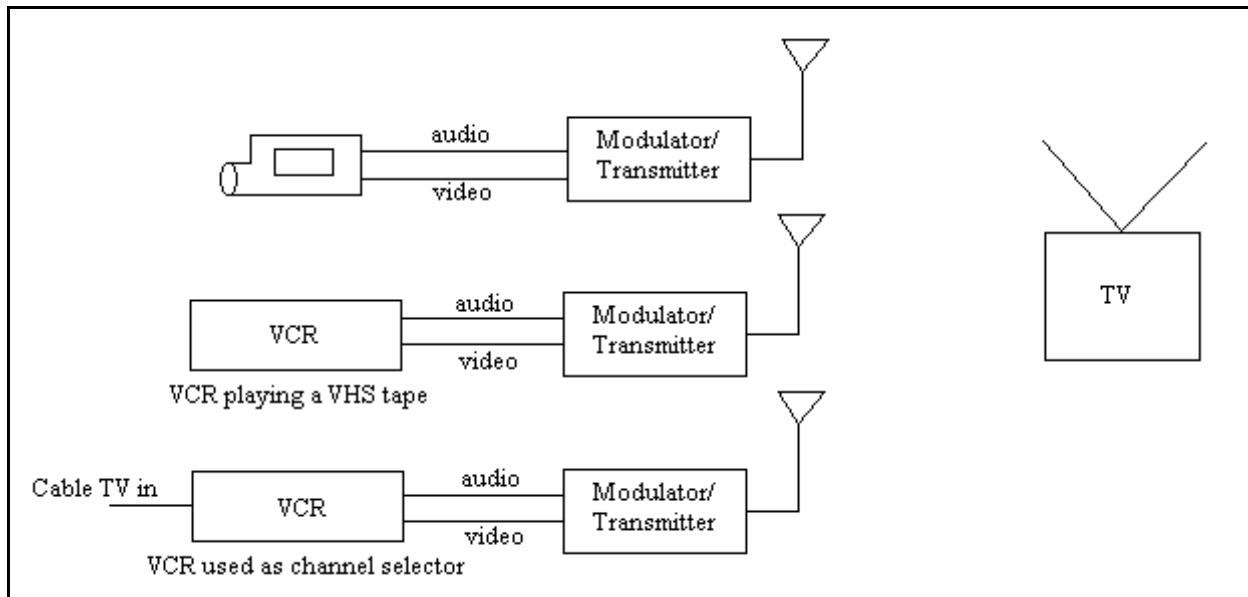 audio
Modulator/
Transmitter
video
TV
VCR
audio
video
Modulator/
Transmitter
VCR playing a VHS tape
Cable TV in
VCR
audio
video
Modulator/
Transmitter
VCR used as channel selector